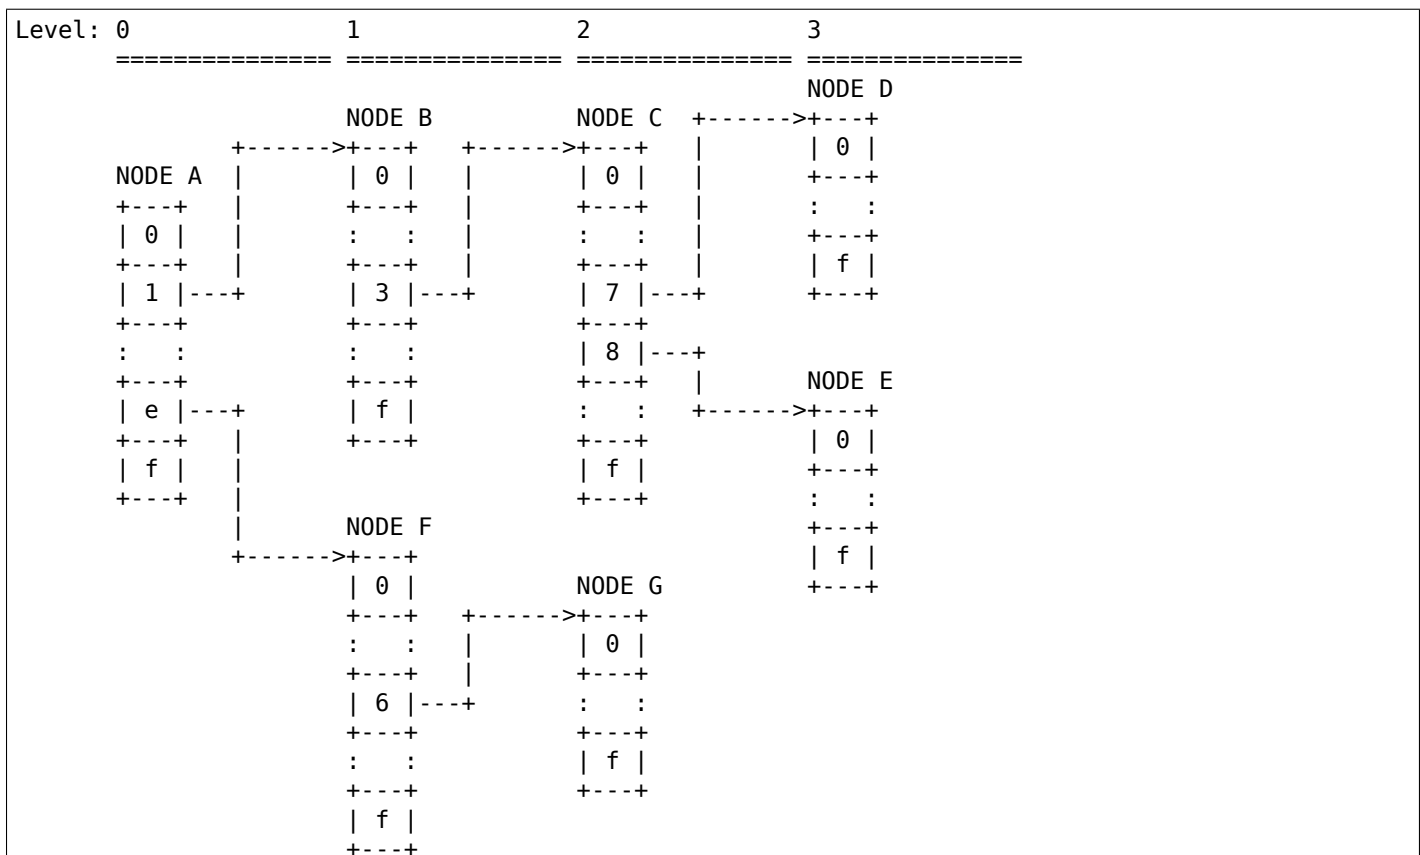 Level: 0               1               2               3
       =============== =============== =============== ===============
                                                       NODE D
                       NODE B          NODE C  +------>+---+
               +------>+---+   +------>+---+   |       | 0 |
       NODE A  |       | 0 |   |       | 0 |   |       +---+
       +---+   |       +---+   |       +---+   |       :   :
       | 0 |   |       :   :   |       :   :   |       +---+
       +---+   |       +---+   |       +---+   |       | f |
       | 1 |---+       | 3 |---+       | 7 |---+       +---+
       +---+           +---+           +---+
       :   :           :   :           | 8 |---+
       +---+           +---+           +---+   |       NODE E
       | e |---+       | f |           :   :   +------>+---+
       +---+   |       +---+           +---+           | 0 |
       | f |   |                       | f |           +---+
       +---+   |                       +---+           :   :
               |       NODE F                          +---+
               +------>+---+                           | f |
                       | 0 |           NODE G          +---+
                       +---+   +------>+---+
                       :   :   |       | 0 |
                       +---+   |       +---+
                       | 6 |---+       :   :
                       +---+           +---+
                       :   :           | f |
                       +---+           +---+
                       | f |
                       +---+